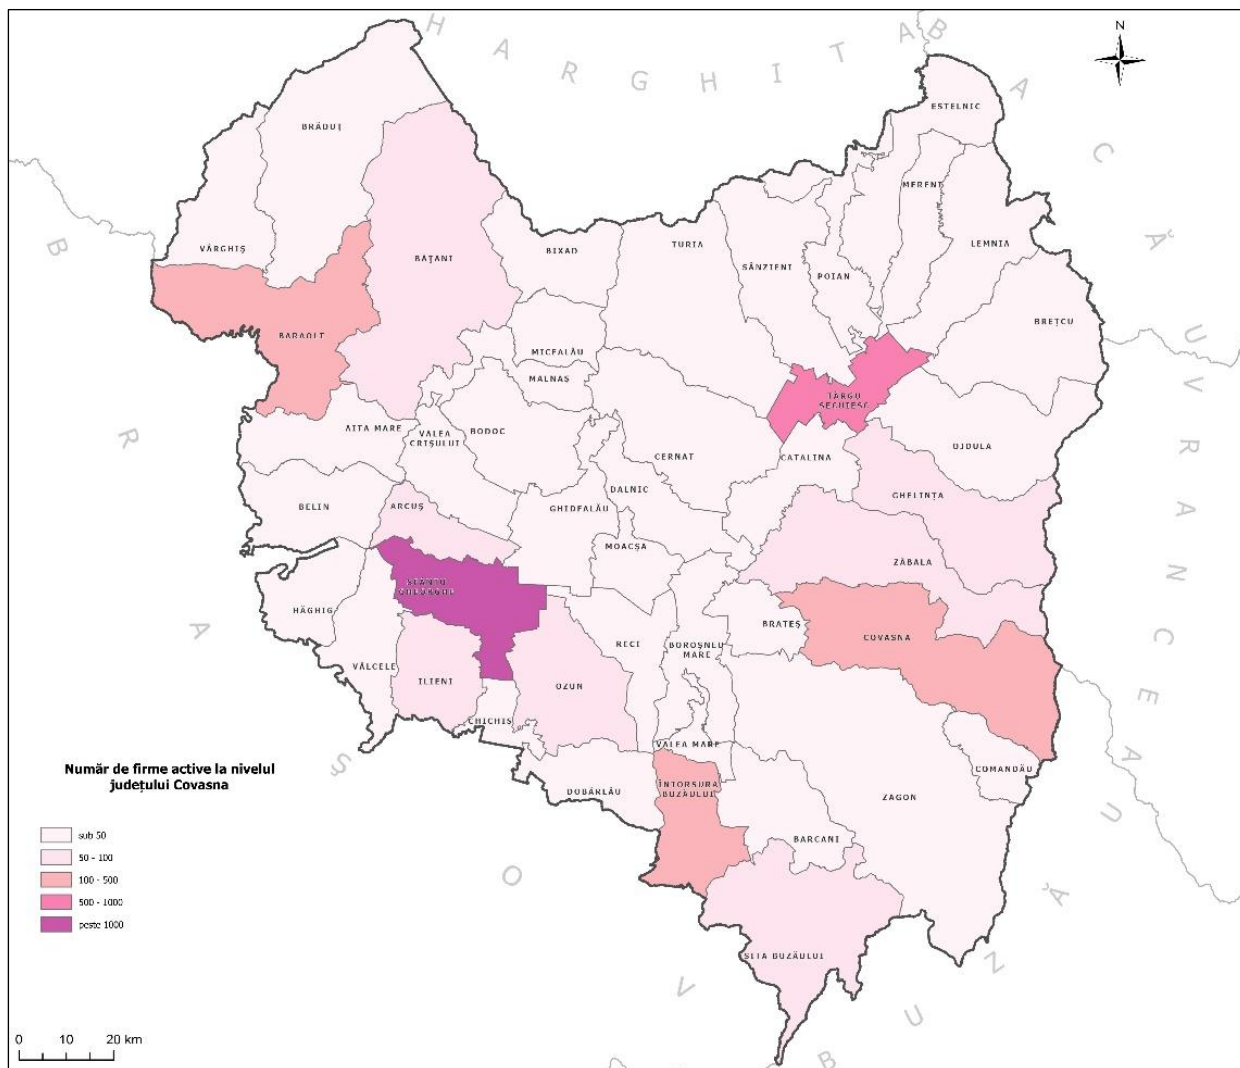 N
HARGHITA
BACĂU
VRANCEA
BUZĂU
BRAȘOV
ESTELNIC
BRĂDUȚ
MERENI
VÂRGHIȘ
BĂȚANI
BIXAD
TURIA
SÂNZIENI
POIAN
LEMNIA
BREȚCU
BARAOLT
MICFALĂU
MALNAȘ
TÂRGU
SECUIESC
AITA MARE
VALEA
CRIȘULUI
BODOC
CERNAT
CATALINA
OJDULA
DALNIC
GHELINȚA
BELIN
ARCUȘ
GHIDFALĂU
MOACȘA
ZĂBALA
SFÂNTU
GHEORGHE
HĂGHIG
BRATEȘ
COVASNA
RECI
BOROȘNEU
MARE
VÂLCELE
ILIENI
OZUN
CHICHIȘ
VALEA MARE
COMANDĂU
DOBÂRLĂU
ÎNTORSURA
BUZĂULUI
ZAGON
BARCANI
SITA BUZĂULUI
Număr de firme active la nivelul
județului Covasna
sub 50
50 - 100
100 - 500
500 - 1000
peste 1000
0 10 20 km